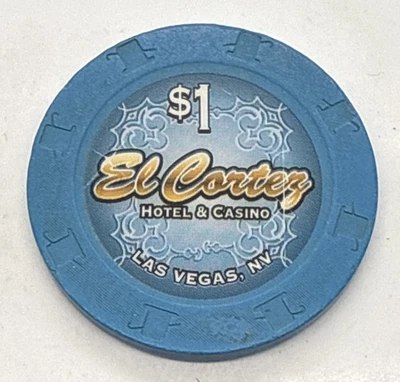 $1
El Cortez
HOTEL & CASINO
LAS VEGAS, NV